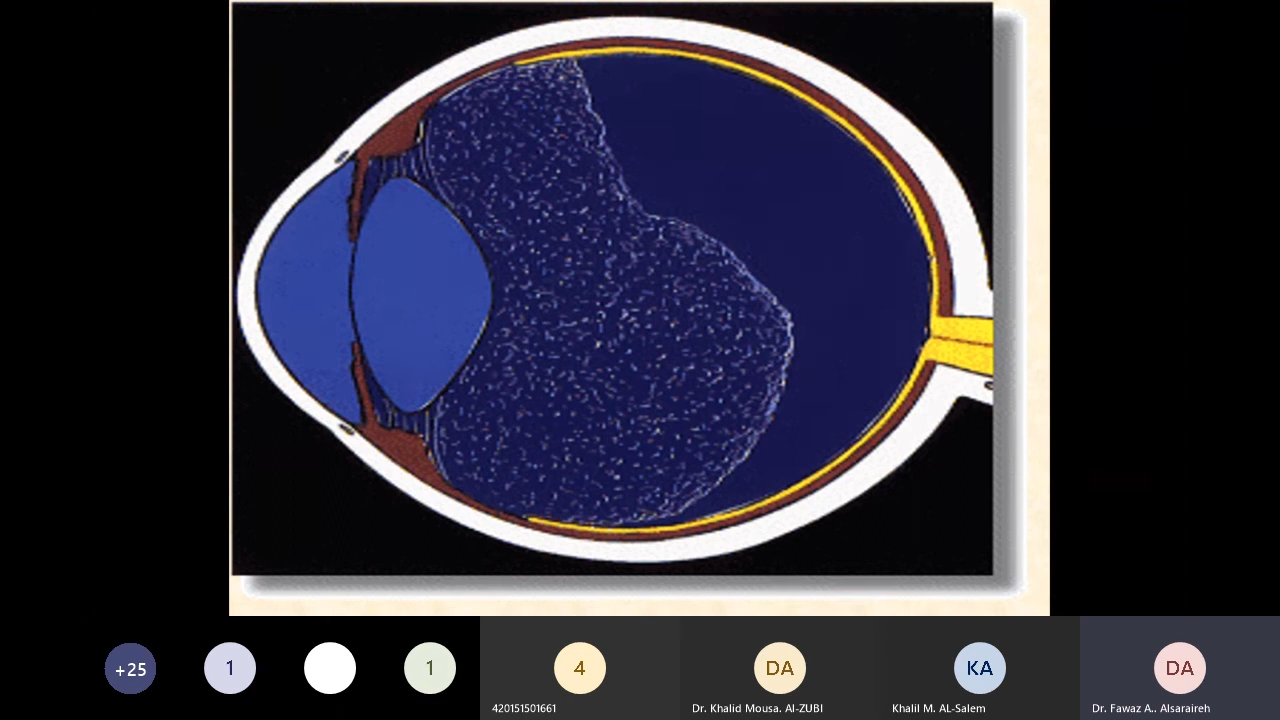 +25
1
1
4
DA
KA
DA
420151501661
Dr. Khalid Mousa. Al-ZUBI
Khalil M. AL-Salem
Dr. Fawaz A.. Alsaraireh